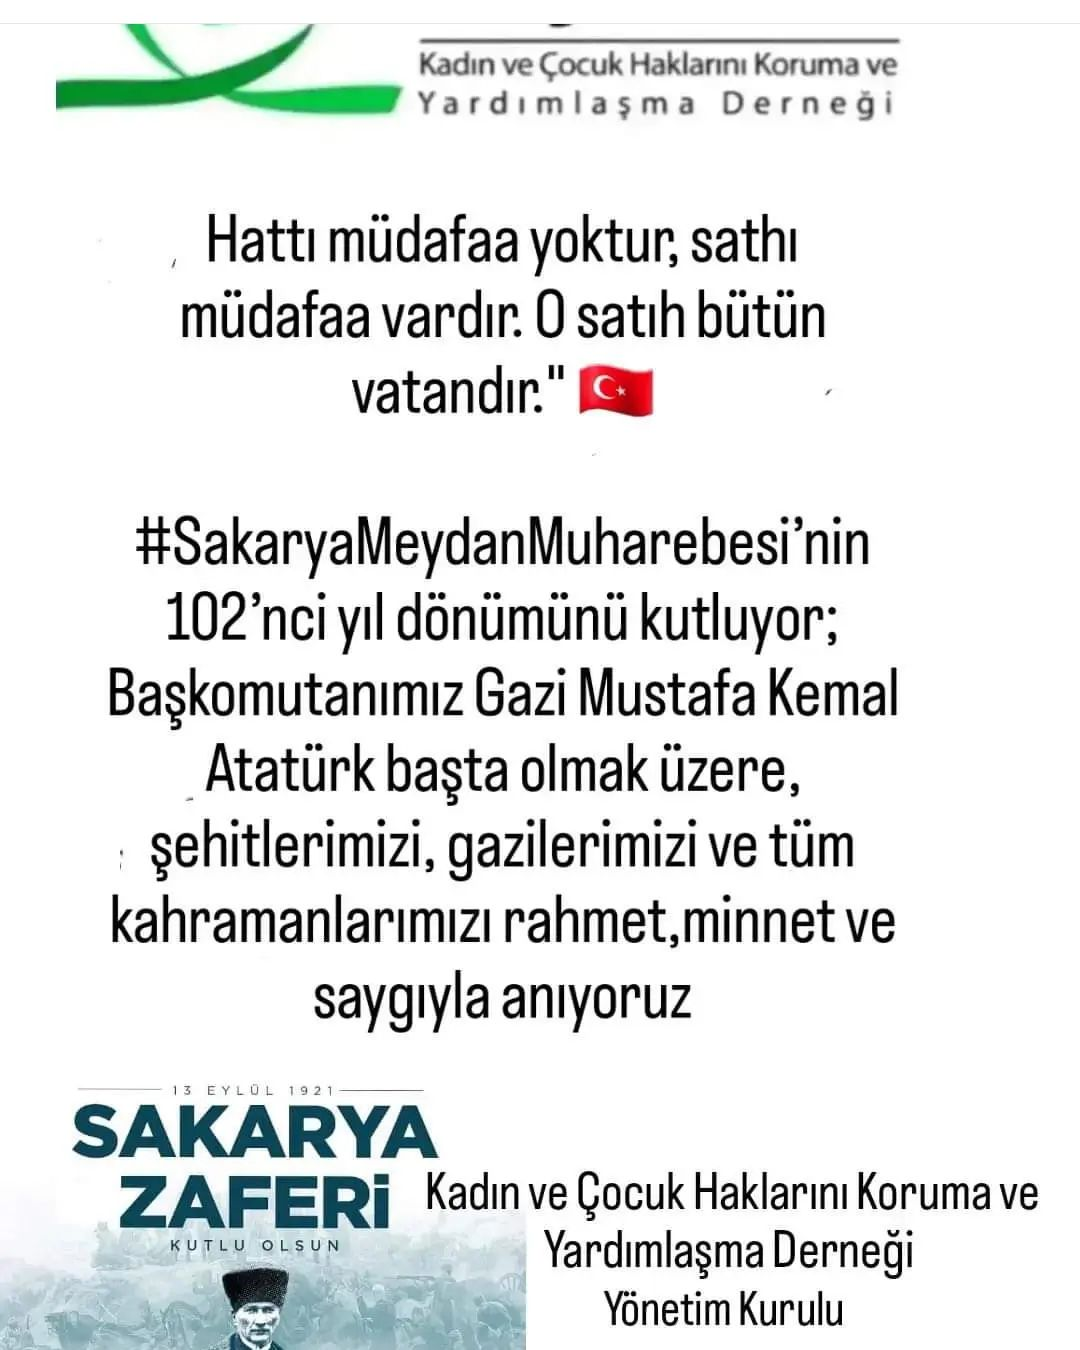 Kadın ve Çocuk Haklarını Koruma ve
Yardımlaşma Derneği
Hattı müdafaa yoktur, sathı
müdafaa vardır. O satıh bütün
vatandır." 🇹🇷
#SakaryaMeydanMuharebesi’nin
102’nci yıl dönümünü kutluyor;
Başkomutanımız Gazi Mustafa Kemal
Atatürk başta olmak üzere,
şehitlerimizi, gazilerimizi ve tüm
kahramanlarımızı rahmet,minnet ve
saygıyla anıyoruz
13 EYLÜL 1921
SAKARYA
ZAFERİ
KUTLU OLSUN
Kadın ve Çocuk Haklarını Koruma ve
Yardımlaşma Derneği
Yönetim Kurulu